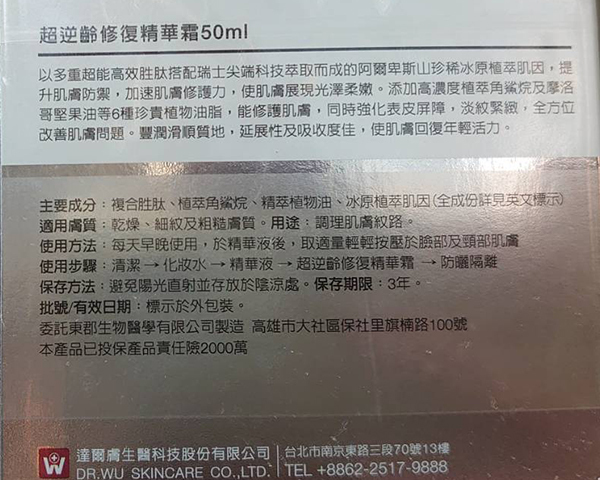 超逆齡修復精華霜50ml
以多重超能高效胜肽搭配瑞士尖端科技萃取而成的阿爾卑斯山珍稀冰原植萃肌因，提
升肌膚防禦，加速肌膚修護力，使肌膚展現光澤柔嫩。添加高濃度植萃角鯊烷及摩洛
哥堅果油等6種珍貴植物油脂，能修護肌膚，同時強化表皮屏障，淡紋緊緻，全方位
改善肌膚問題。豐潤滑順質地，延展性及吸收度佳，使肌膚回復年輕活力。
主要成分：複合胜肽、植萃角鯊烷、精萃植物油、冰原植萃肌因(全成份詳見英文標示)
適用膚質：乾燥、細紋及粗糙膚質。用途：調理肌膚紋路。
使用方法：每天早晚使用，於精華液後，取適量輕輕按壓於臉部及頸部肌膚
使用步驟：清潔→化妝水→精華液→超逆齡修復精華霜→防曬隔離
保存方法：避免陽光直射並存放於陰涼處。保存期限：3年。
批號/有效日期：標示於外包裝。
委託東郡生物醫學有限公司製造 高雄市大社區保社里旗楠路100號
本產品已投保產品責任險2000萬
達爾膚生醫科技股份有限公司 台北市南京東路三段70號13樓
DR.WU SKINCARE CO.,LTD. TEL +8862-2517-9888